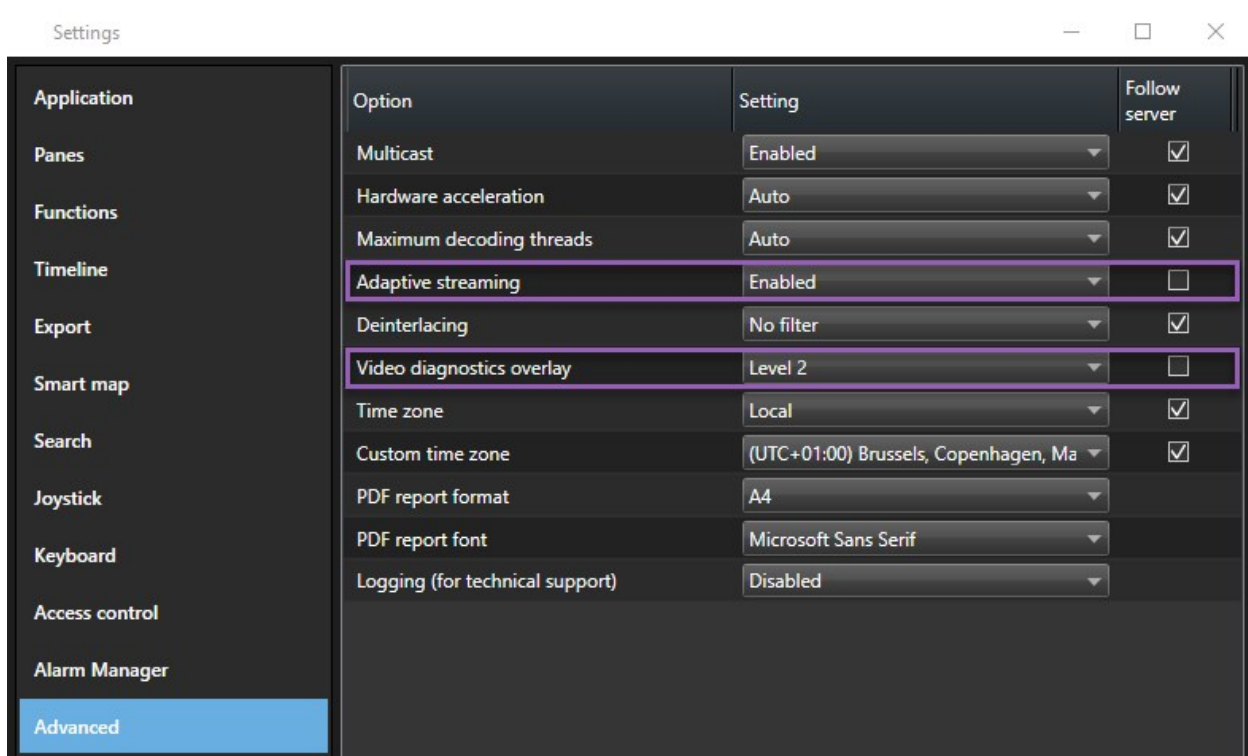 Settings
Application
Panes
Functions
Timeline
Export
Smart map
Search
Joystick
Keyboard
Access control
Alarm Manager
Advanced
Option Setting Follow
server
Multicast Enabled
Hardware acceleration Auto
Maximum decoding threads Auto
Adaptive streaming Enabled
Deinterlacing No filter
Video diagnostics overlay Level 2
Time zone Local
Custom time zone (UTC+01:00) Brussels, Copenhagen, Ma
PDF report format A4
PDF report font Microsoft Sans Serif
Logging (for technical support) Disabled